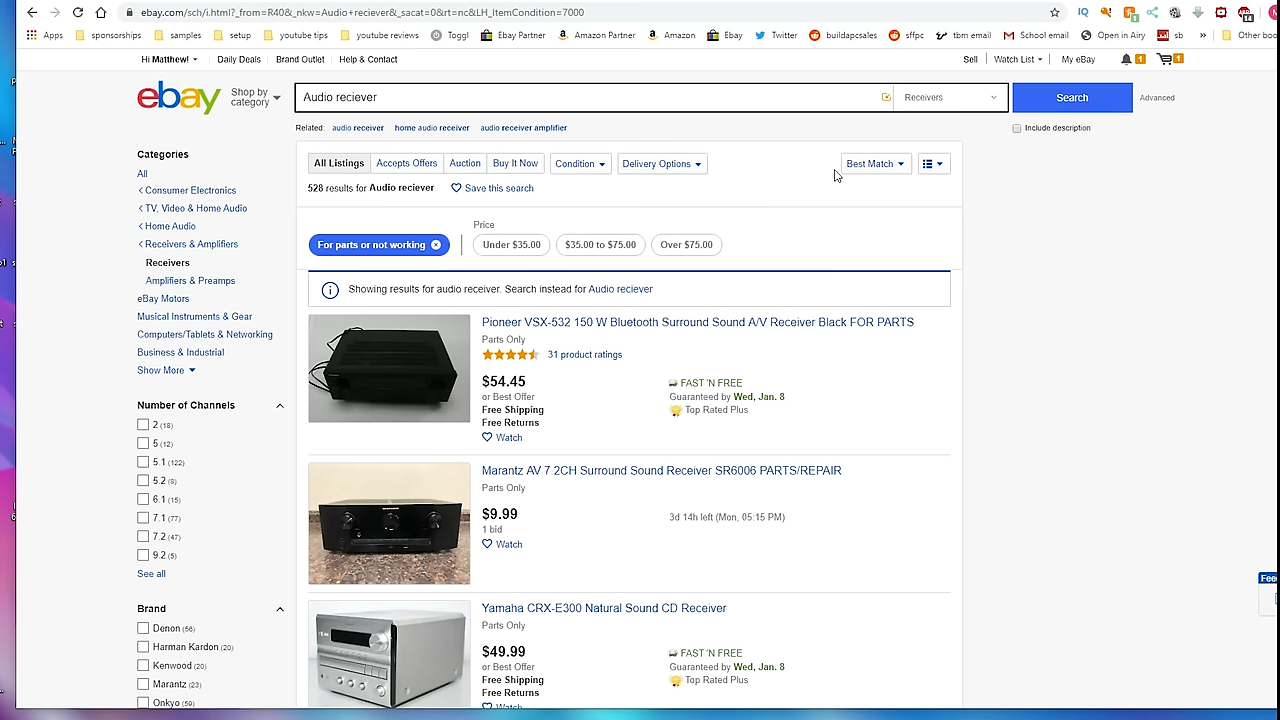 ebay.com/sch/i.html?_from=R40&_nkw=Audio+reciever&_sacat=0&rt=nc&LH_ItemCondition=7000
Apps sponsorships samples setup youtube tips youtube reviews Toggl Ebay Partner Amazon Partner Amazon Ebay Twitter buildapcsales sffpc tbm email School email Open in Airy sb » Other boo
Hi Matthew! Daily Deals Brand Outlet Help & Contact Sell Watch List My eBay 1 1
ebay Shop by category Audio reciever Receivers Search Advanced
Related: audio receiver home audio receiver audio receiver amplifier Include description
Categories
All
Consumer Electronics
TV, Video & Home Audio
Home Audio
Receivers & Amplifiers
Receivers
Amplifiers & Preamps
eBay Motors
Musical Instruments & Gear
Computers/Tablets & Networking
Business & Industrial
Show More
Number of Channels
2 (18)
5 (12)
5.1 (122)
5.2 (8)
6.1 (15)
7.1 (77)
7.2 (47)
9.2 (5)
See all
Brand
Denon (56)
Harman Kardon (20)
Kenwood (20)
Marantz (23)
Onkyo (59)
All Listings Accepts Offers Auction Buy It Now Condition Delivery Options Best Match
528 results for Audio reciever Save this search
Price
For parts or not working Under $35.00 $35.00 to $75.00 Over $75.00
Showing results for audio receiver. Search instead for Audio reciever
Pioneer VSX-532 150 W Bluetooth Surround Sound A/V Receiver Black FOR PARTS
Parts Only
31 product ratings
$54.45
or Best Offer
Free Shipping
Free Returns
Watch
FAST 'N FREE
Guaranteed by Wed, Jan. 8
Top Rated Plus
Marantz AV 7.2CH Surround Sound Receiver SR6006 PARTS/REPAIR
Parts Only
$9.99
1 bid
Watch
3d 14h left (Mon, 05:15 PM)
Yamaha CRX-E300 Natural Sound CD Receiver
Parts Only
$49.99
or Best Offer
Free Shipping
Free Returns
Watch
FAST 'N FREE
Guaranteed by Wed, Jan. 8
Top Rated Plus
Fee